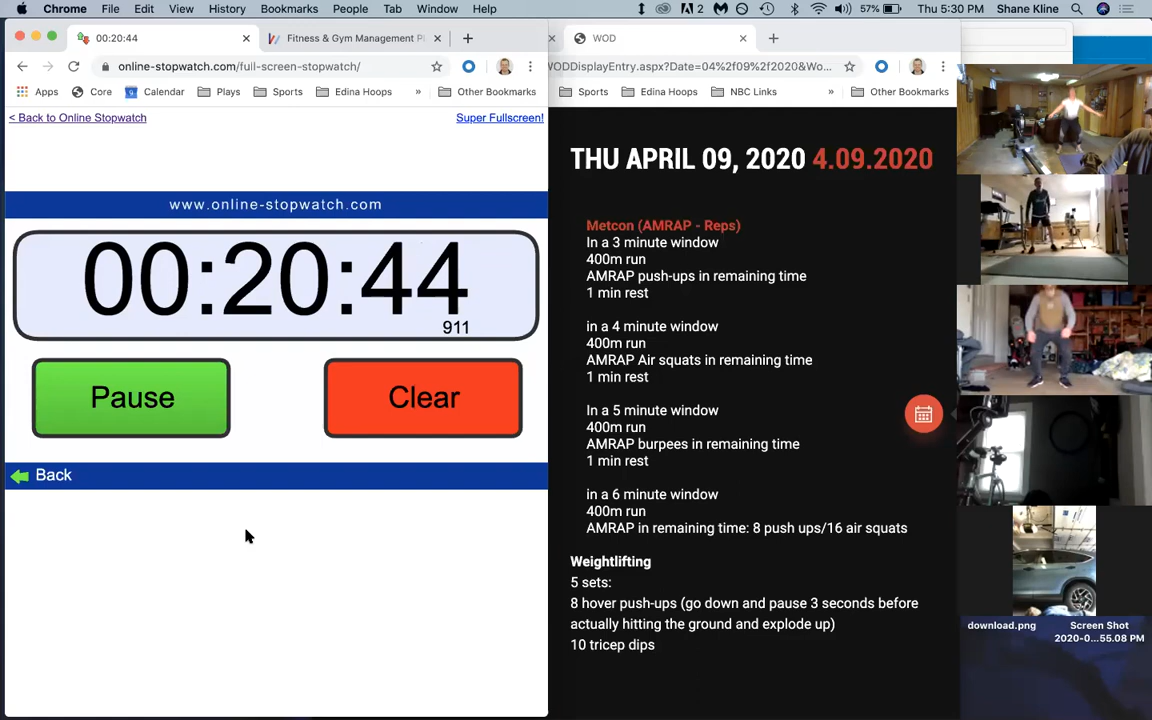 Chrome File Edit View History Bookmarks People Tab Window Help
2 57% Thu 5:30 PM Shane Kline
00:20:44
Fitness & Gym Management Pl
WOD
online-stopwatch.com/full-screen-stopwatch/
WODDisplayEntry.aspx?Date=04%2f09%2f2020&Wo...
Apps Core Calendar Plays Sports Edina Hoops » Other Bookmarks
Sports Edina Hoops NBC Links » Other Bookmarks
< Back to Online Stopwatch Super Fullscreen!
www.online-stopwatch.com
00:20:44
911
Pause Clear
Back
THU APRIL 09, 2020 4.09.2020
Metcon (AMRAP - Reps)
In a 3 minute window
400m run
AMRAP push-ups in remaining time
1 min rest
in a 4 minute window
400m run
AMRAP Air squats in remaining time
1 min rest
In a 5 minute window
400m run
AMRAP burpees in remaining time
1 min rest
in a 6 minute window
400m run
AMRAP in remaining time: 8 push ups/16 air squats
Weightlifting
5 sets:
8 hover push-ups (go down and pause 3 seconds before
actually hitting the ground and explode up)
10 tricep dips
download.png
Screen Shot
2020-0...55.08 PM